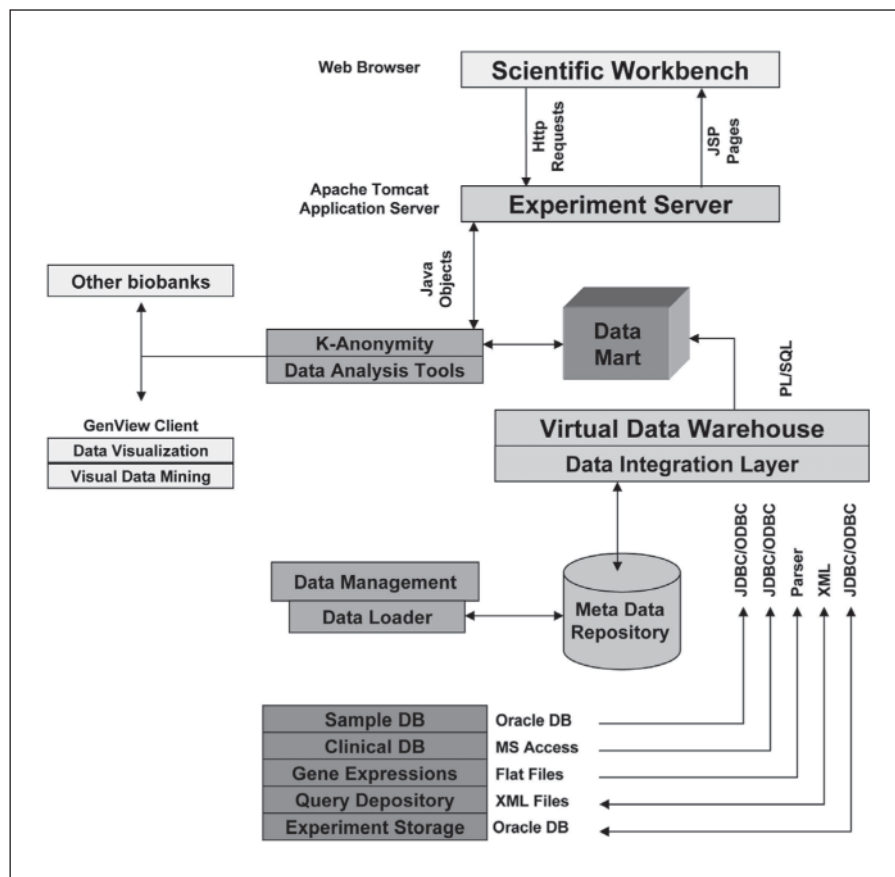 Web Browser
Scientific Workbench
Http
Requests
JSP
Pages
Apache Tomcat
Application Server
Experiment Server
Java
Objects
Other biobanks
K-Anonymity
Data Analysis Tools
Data
Mart
PL/SQL
GenView Client
Data Visualization
Visual Data Mining
Virtual Data Warehouse
Data Integration Layer
JDBC/ODBC
JDBC/ODBC
Parser
XML
JDBC/ODBC
Data Management
Data Loader
Meta Data
Repository
Sample DB
Oracle DB
Clinical DB
MS Access
Gene Expressions
Flat Files
Query Depository
XML Files
Experiment Storage
Oracle DB